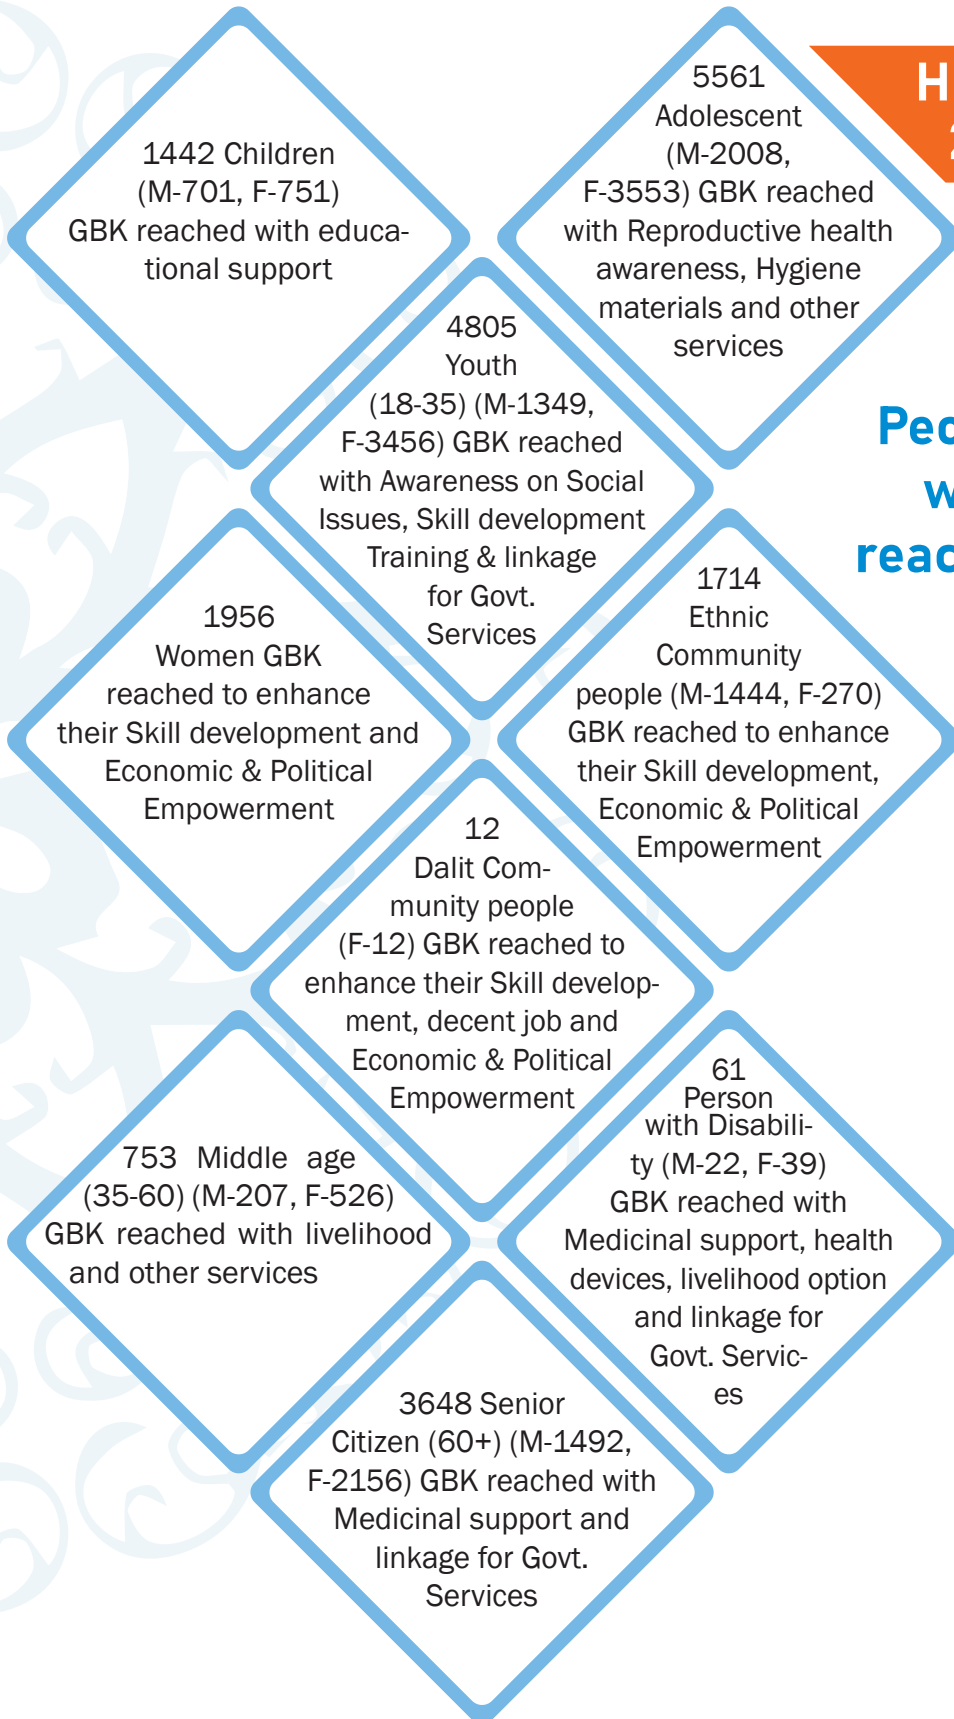 1442 Children
(M-701, F-751)
GBK reached with educa-
tional support
5561
Adolescent
(M-2008,
F-3553) GBK reached
with Reproductive health
awareness, Hygiene
materials and other
services
4805
Youth
(18-35) (M-1349,
F-3456) GBK reached
with Awareness on Social
Issues, Skill development
Training & linkage
for Govt.
Services
1956
Women GBK
reached to enhance
their Skill development and
Economic & Political
Empowerment
1714
Ethnic
Community
people (M-1444, F-270)
GBK reached to enhance
their Skill development,
Economic & Political
Empowerment
12
Dalit Com-
munity people
(F-12) GBK reached to
enhance their Skill develop-
ment, decent job and
Economic & Political
Empowerment
753 Middle age
(35-60) (M-207, F-526)
GBK reached with livelihood
and other services
61
Person
with Disabili-
ty (M-22, F-39)
GBK reached with
Medicinal support, health
devices, livelihood option
and linkage for
Govt. Servic-
es
3648 Senior
Citizen (60+) (M-1492,
F-2156) GBK reached with
Medicinal support and
linkage for Govt.
Services
H